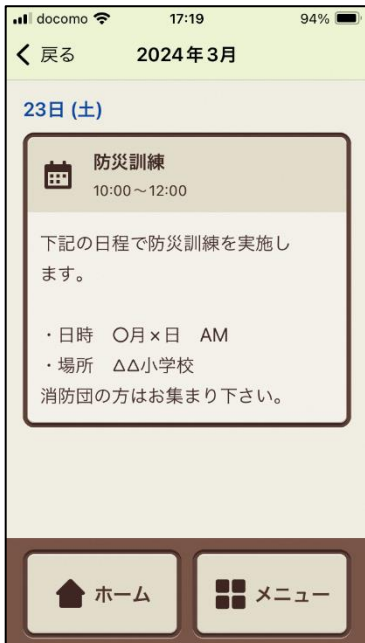 docomo 17:19 94%
戻る 2024年3月
23日 (土)
防災訓練
10:00～12:00
下記の日程で防災訓練を実施し
ます。
・日時　〇月×日　AM
・場所　△△小学校
消防団の方はお集まり下さい。
ホーム メニュー